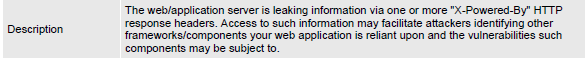 The web/application server is leaking information via one or more "X-Powered-By" HTTP
response headers. Access to such information may facilitate attackers identifying other
Description
frameworks/components your web application is reliant upon and the vulnerabilities such
components may be subject to.